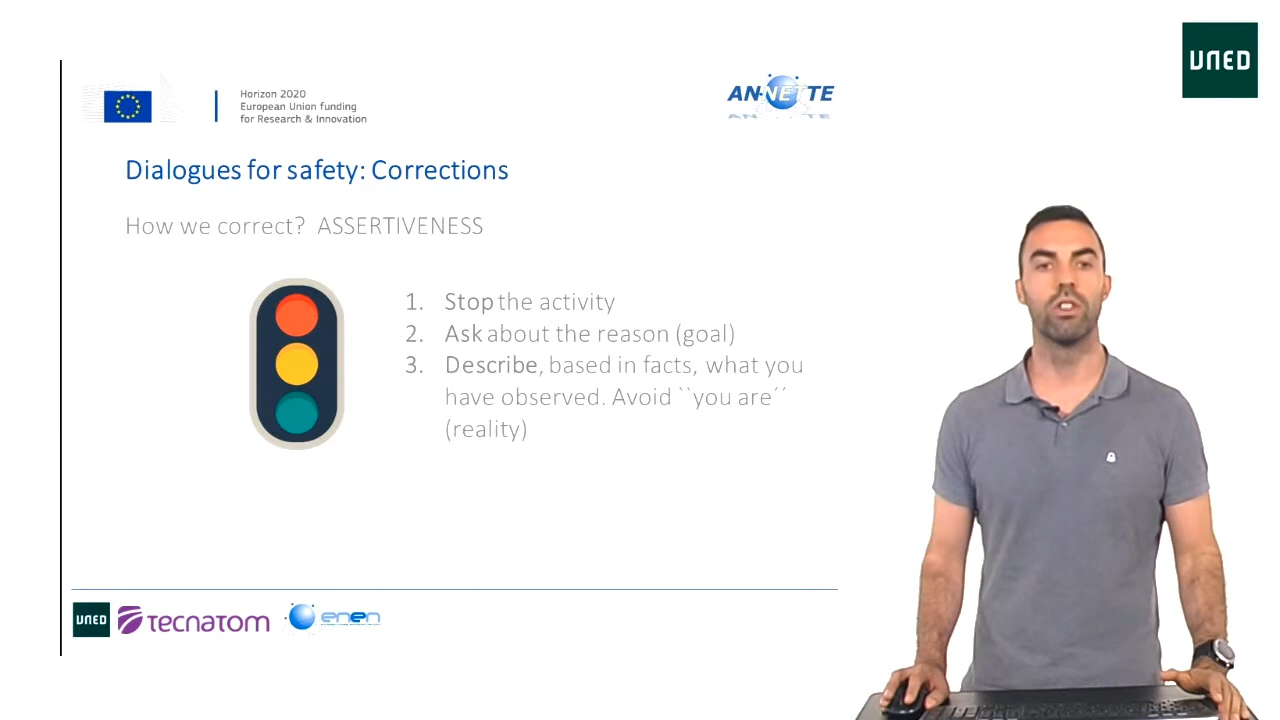 UNED
Horizon 2020
European Union funding
for Research & Innovation
AN-NETTE
Dialogues for safety: Corrections
How we correct? ASSERTIVENESS
1. Stop the activity
2. Ask about the reason (goal)
3. Describe, based in facts, what you
have observed. Avoid ``you are´´
(reality)
UNED tecnatom enen